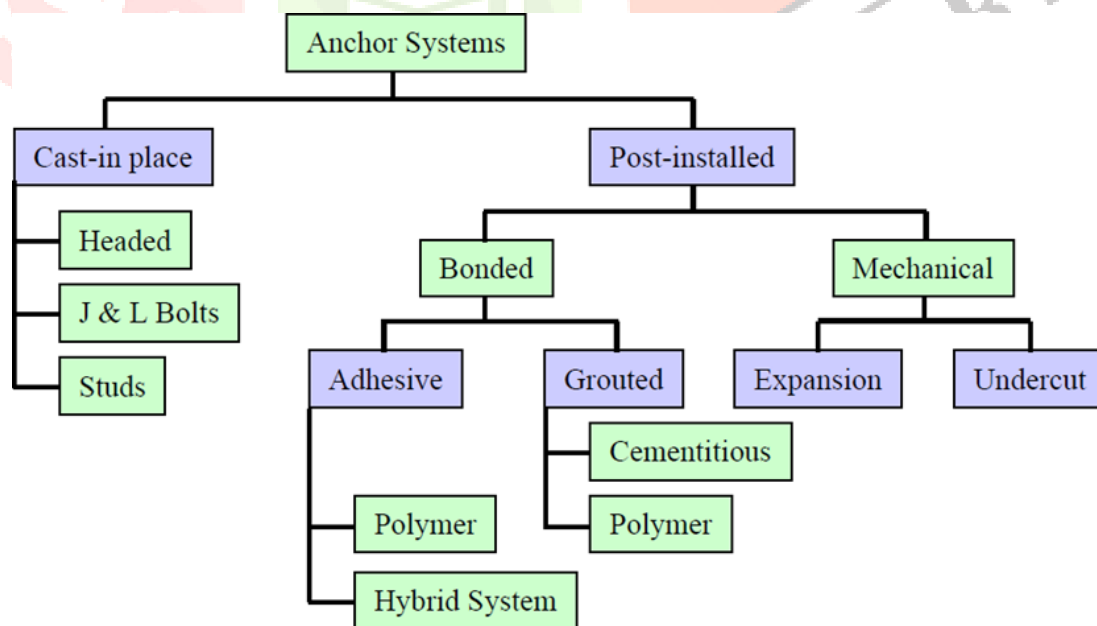 Anchor Systems
Cast-in place
Post-installed
Headed
J & L Bolts
Studs
Bonded
Mechanical
Adhesive
Grouted
Expansion
Undercut
Cementitious
Polymer
Polymer
Hybrid System